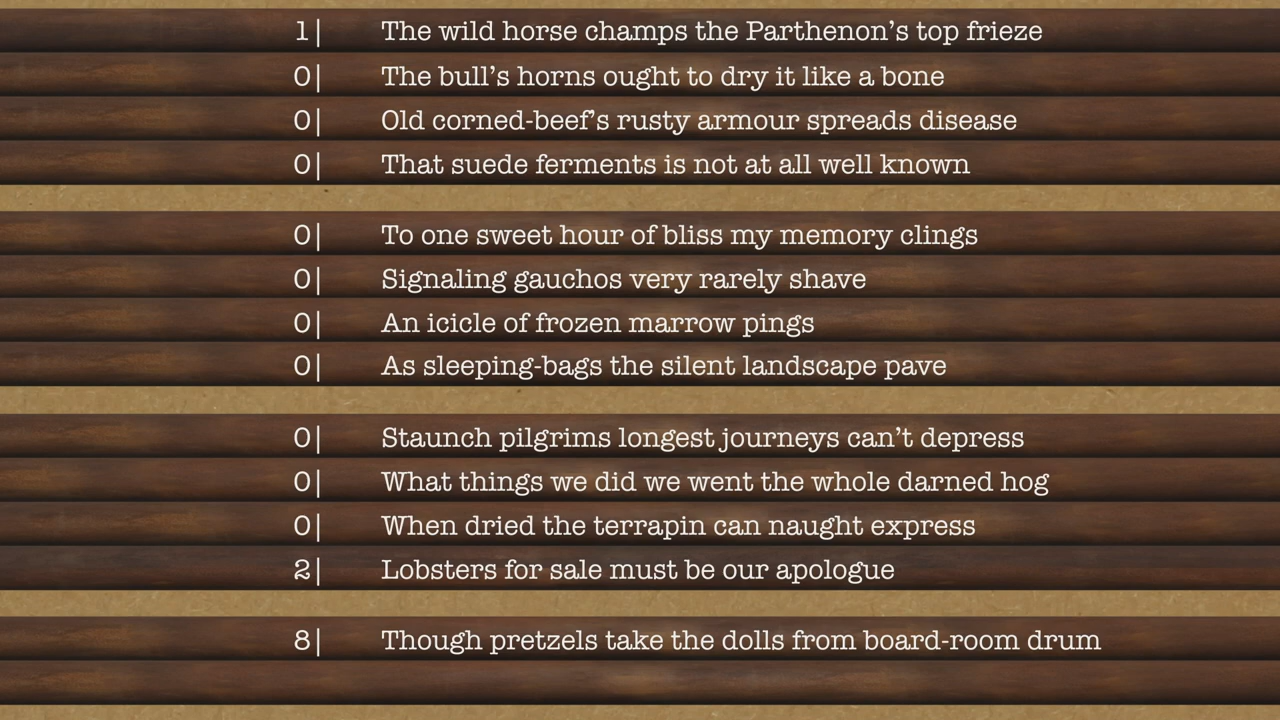 1| The wild horse champs the Parthenon’s top frieze
0| The bull’s horns ought to dry it like a bone
0| Old corned-beef’s rusty armour spreads disease
0| That suede ferments is not at all well known
0| To one sweet hour of bliss my memory clings
0| Signaling gauchos very rarely shave
0| An icicle of frozen marrow pings
0| As sleeping-bags the silent landscape pave
0| Staunch pilgrims longest journeys can’t depress
0| What things we did we went the whole darned hog
0| When dried the terrapin can naught express
2| Lobsters for sale must be our apologue
8| Though pretzels take the dolls from board-room drum